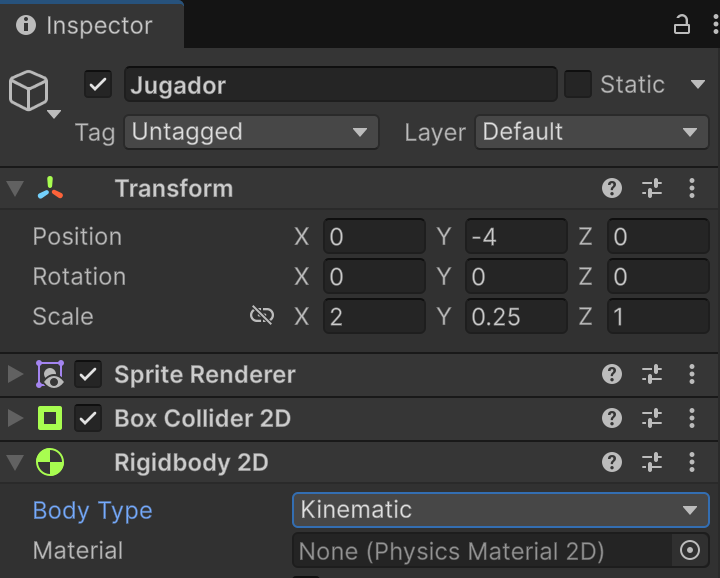 Inspector
Jugador
Static
Tag Untagged Layer Default
Transform
Position X 0 Y -4 Z 0
Rotation X 0 Y 0 Z 0
Scale X 2 Y 0.25 Z 1
Sprite Renderer
Box Collider 2D
Rigidbody 2D
Body Type Kinematic
Material None (Physics Material 2D)